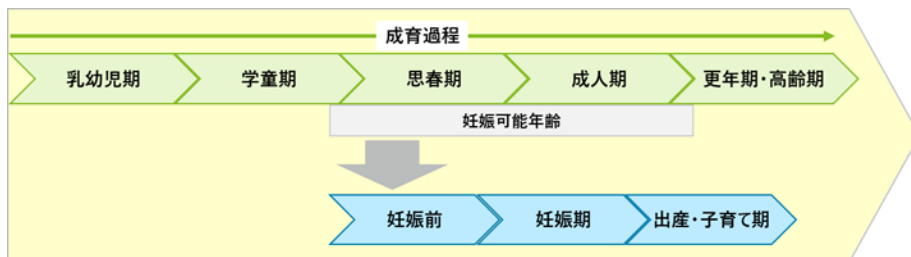 成育過程
乳幼児期
学童期
思春期
成人期
更年期・高齢期
妊娠可能年齢
妊娠前
妊娠期
出産・子育て期